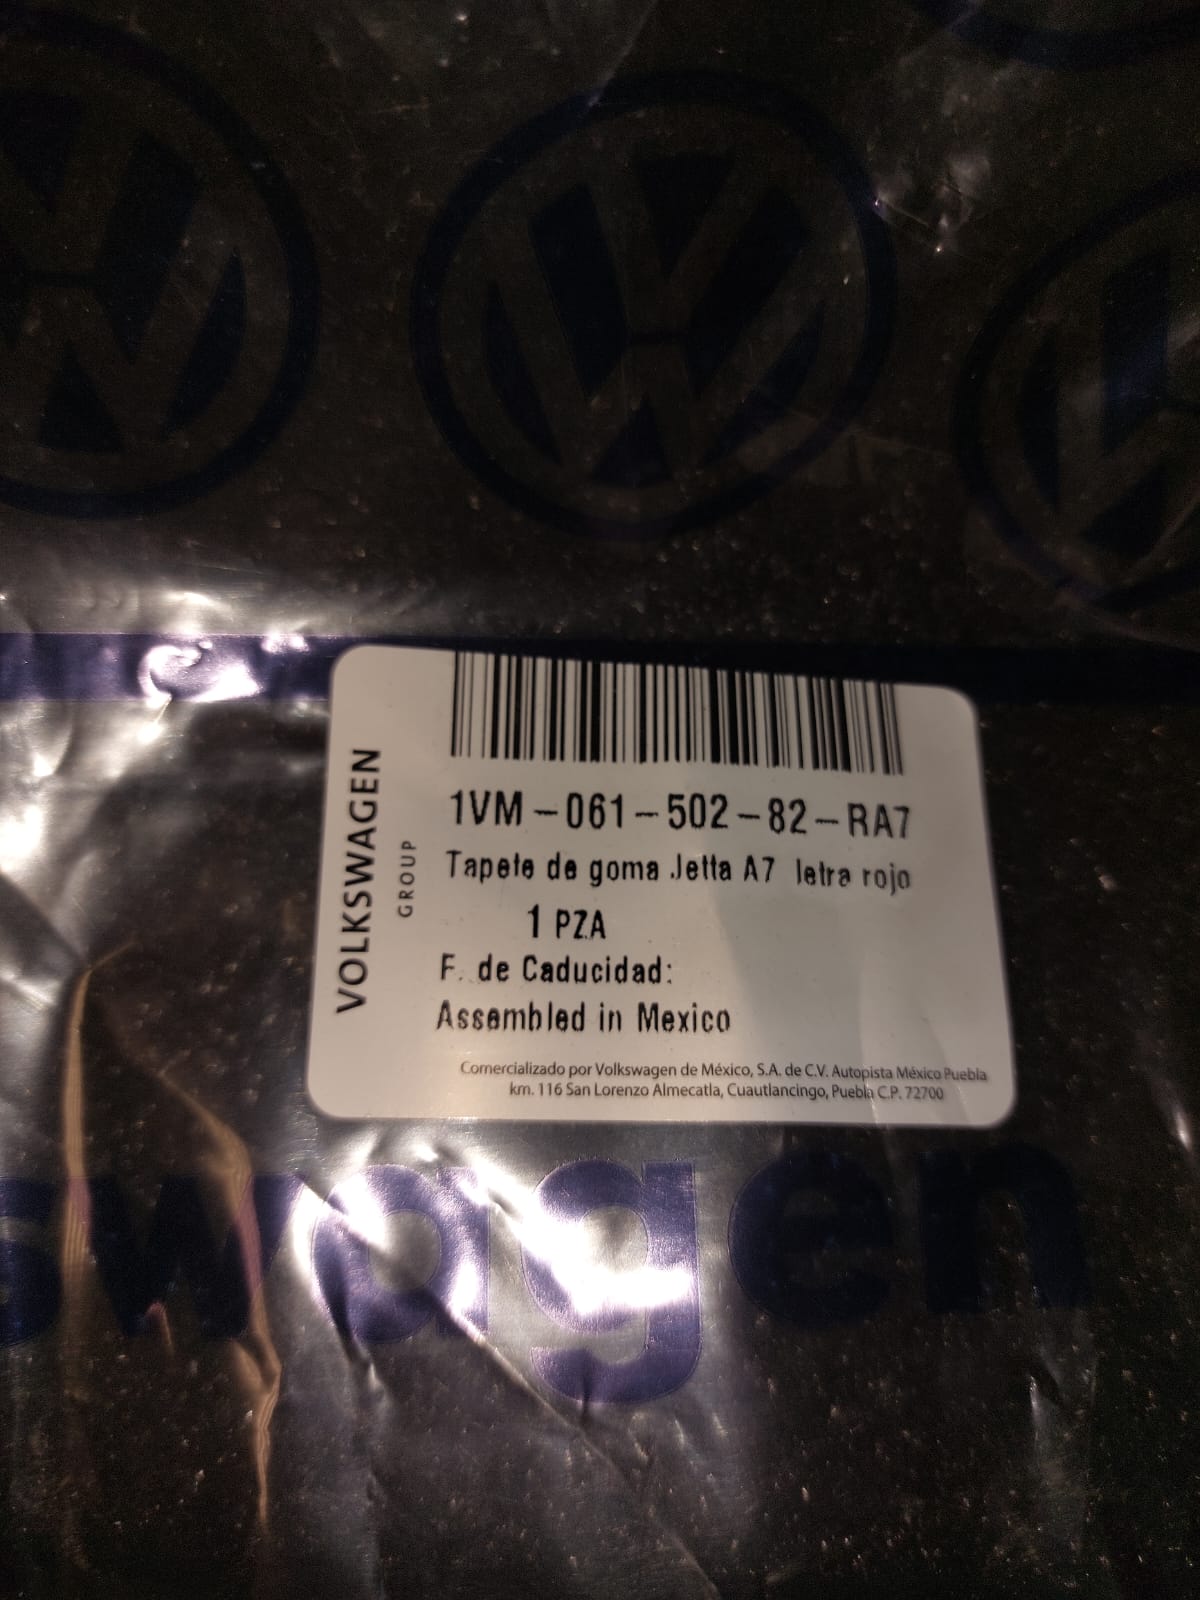 VOLKSWAGEN
GROUP
1VM-061-502-82-RA7
Tapete de goma Jetta A7 letra rojo
1 PZA
F. de Caducidad:
Assembled in Mexico
Comercializado por Volkswagen de México, S.A. de C.V. Autopista México Puebla
km. 116 San Lorenzo Almecatla, Cuautlancingo, Puebla C.P. 72700
swagen